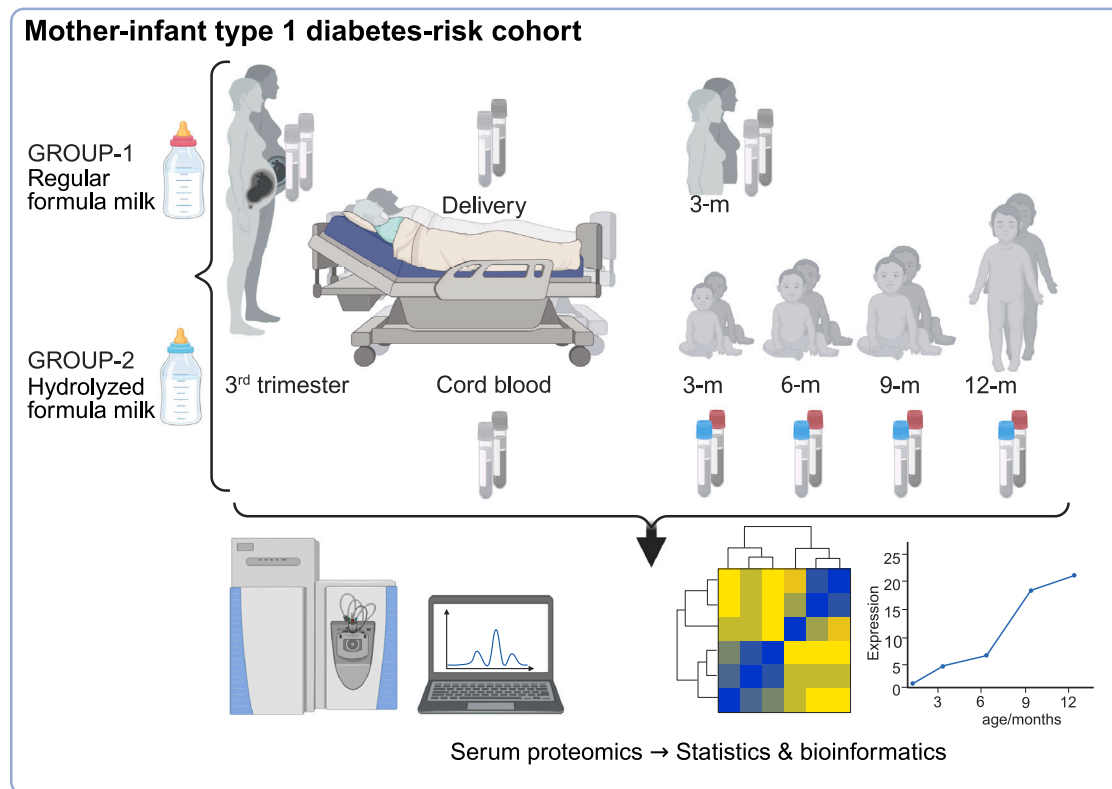 Mother-infant type 1 diabetes-risk cohort
GROUP-1
Regular
formula milk
GROUP-2
Hydrolyzed
formula milk
Delivery
3-m
3rd trimester
Cord blood
3-m
6-m
9-m
12-m
Expression
25
20
15
10
5
0
3
6
9
12
age/months
Serum proteomics → Statistics & bioinformatics